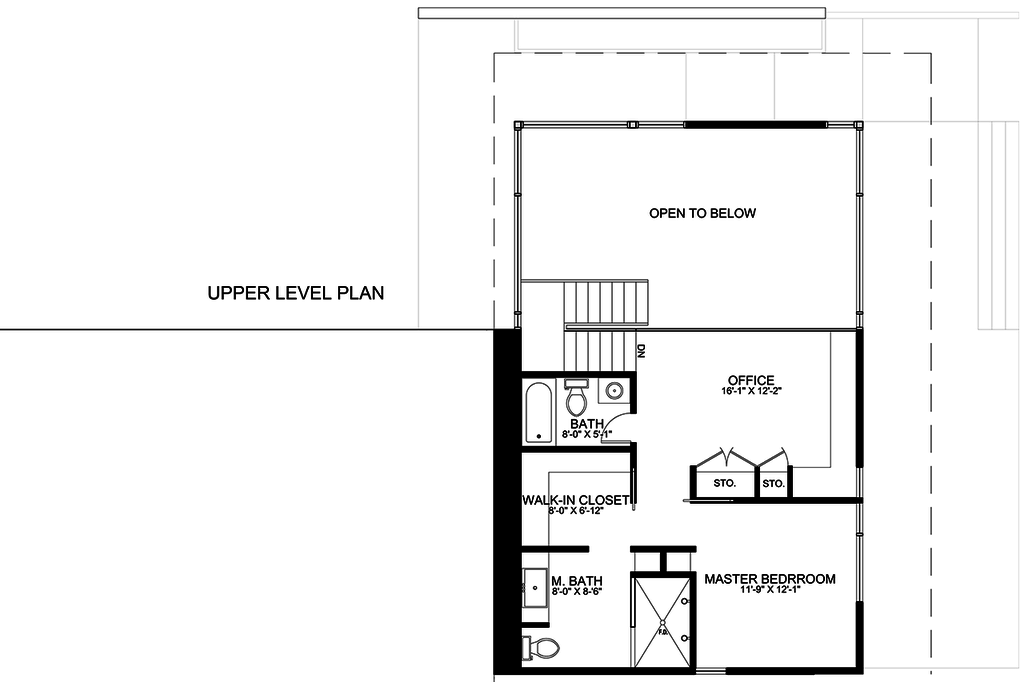 OPEN TO BELOW
UPPER LEVEL PLAN
DN
OFFICE
16'-1" X 12'-2"
BATH
8'-0" X 5'-1"
STO.
STO.
WALK-IN CLOSET
8'-0" X 6'-12"
M. BATH
8'-0" X 8-'6"
MASTER BEDRROOM
11'-9" X 12'-1"
F.D.